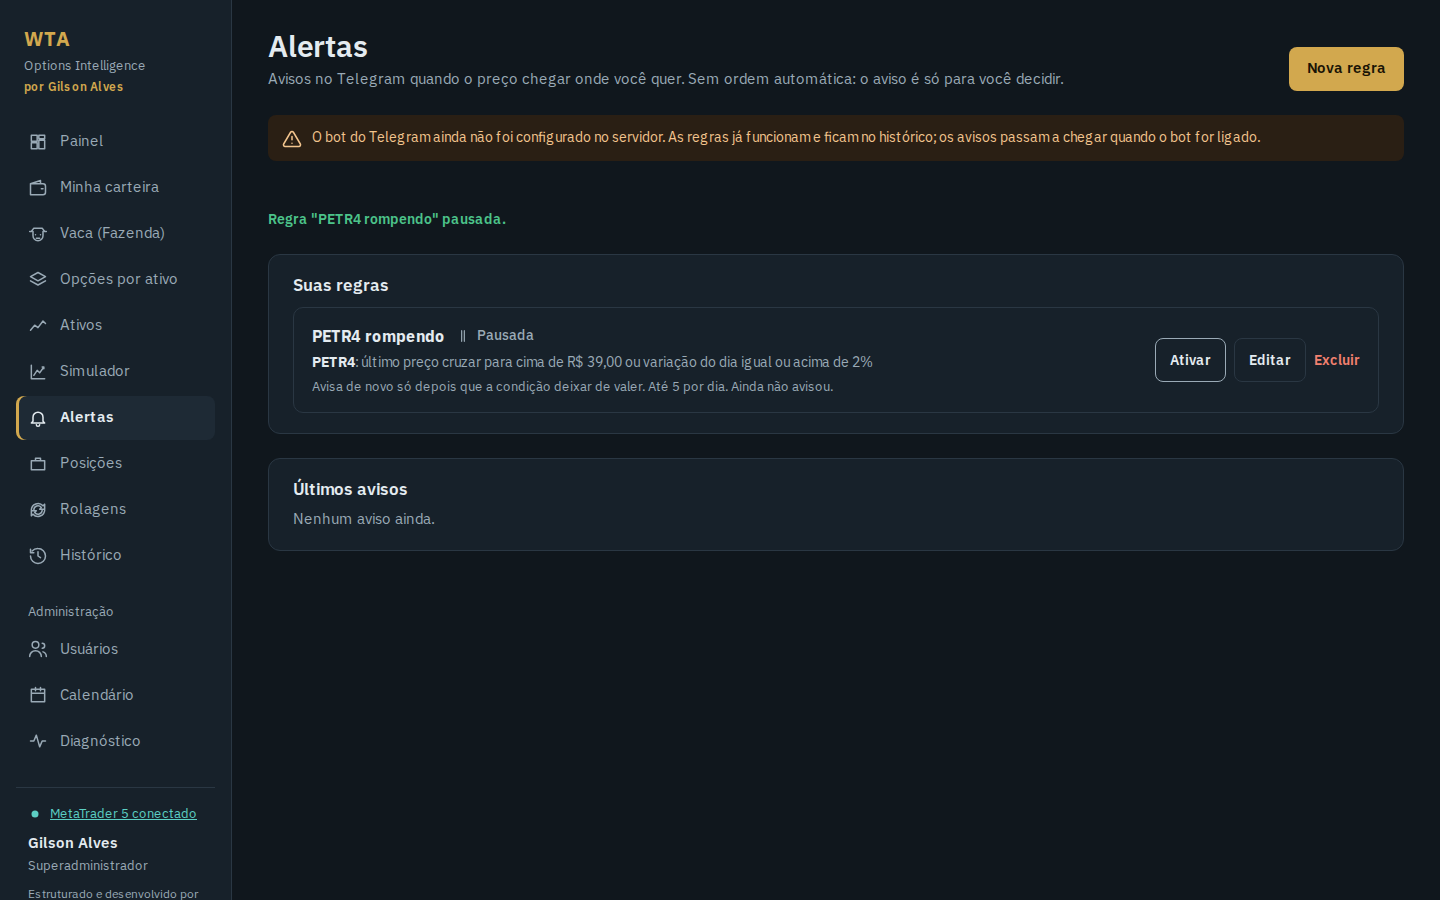 WTA
Options Intelligence
por Gilson Alves
Painel
Minha carteira
Vaca (Fazenda)
Opções por ativo
Ativos
Simulador
Alertas
Posições
Rolagens
Histórico
Administração
Usuários
Calendário
Diagnóstico
MetaTrader 5 conectado
Gilson Alves
Superadministrador
Estruturado e desenvolvido por
Alertas
Avisos no Telegram quando o preço chegar onde você quer. Sem ordem automática: o aviso é só para você decidir.
Nova regra
O bot do Telegram ainda não foi configurado no servidor. As regras já funcionam e ficam no histórico; os avisos passam a chegar quando o bot for ligado.
Regra "PETR4 rompendo" pausada.
Suas regras
PETR4 rompendo Pausada
PETR4: último preço cruzar para cima de R$ 39,00 ou variação do dia igual ou acima de 2%
Avisa de novo só depois que a condição deixar de valer. Até 5 por dia. Ainda não avisou.
Ativar Editar Excluir
Últimos avisos
Nenhum aviso ainda.